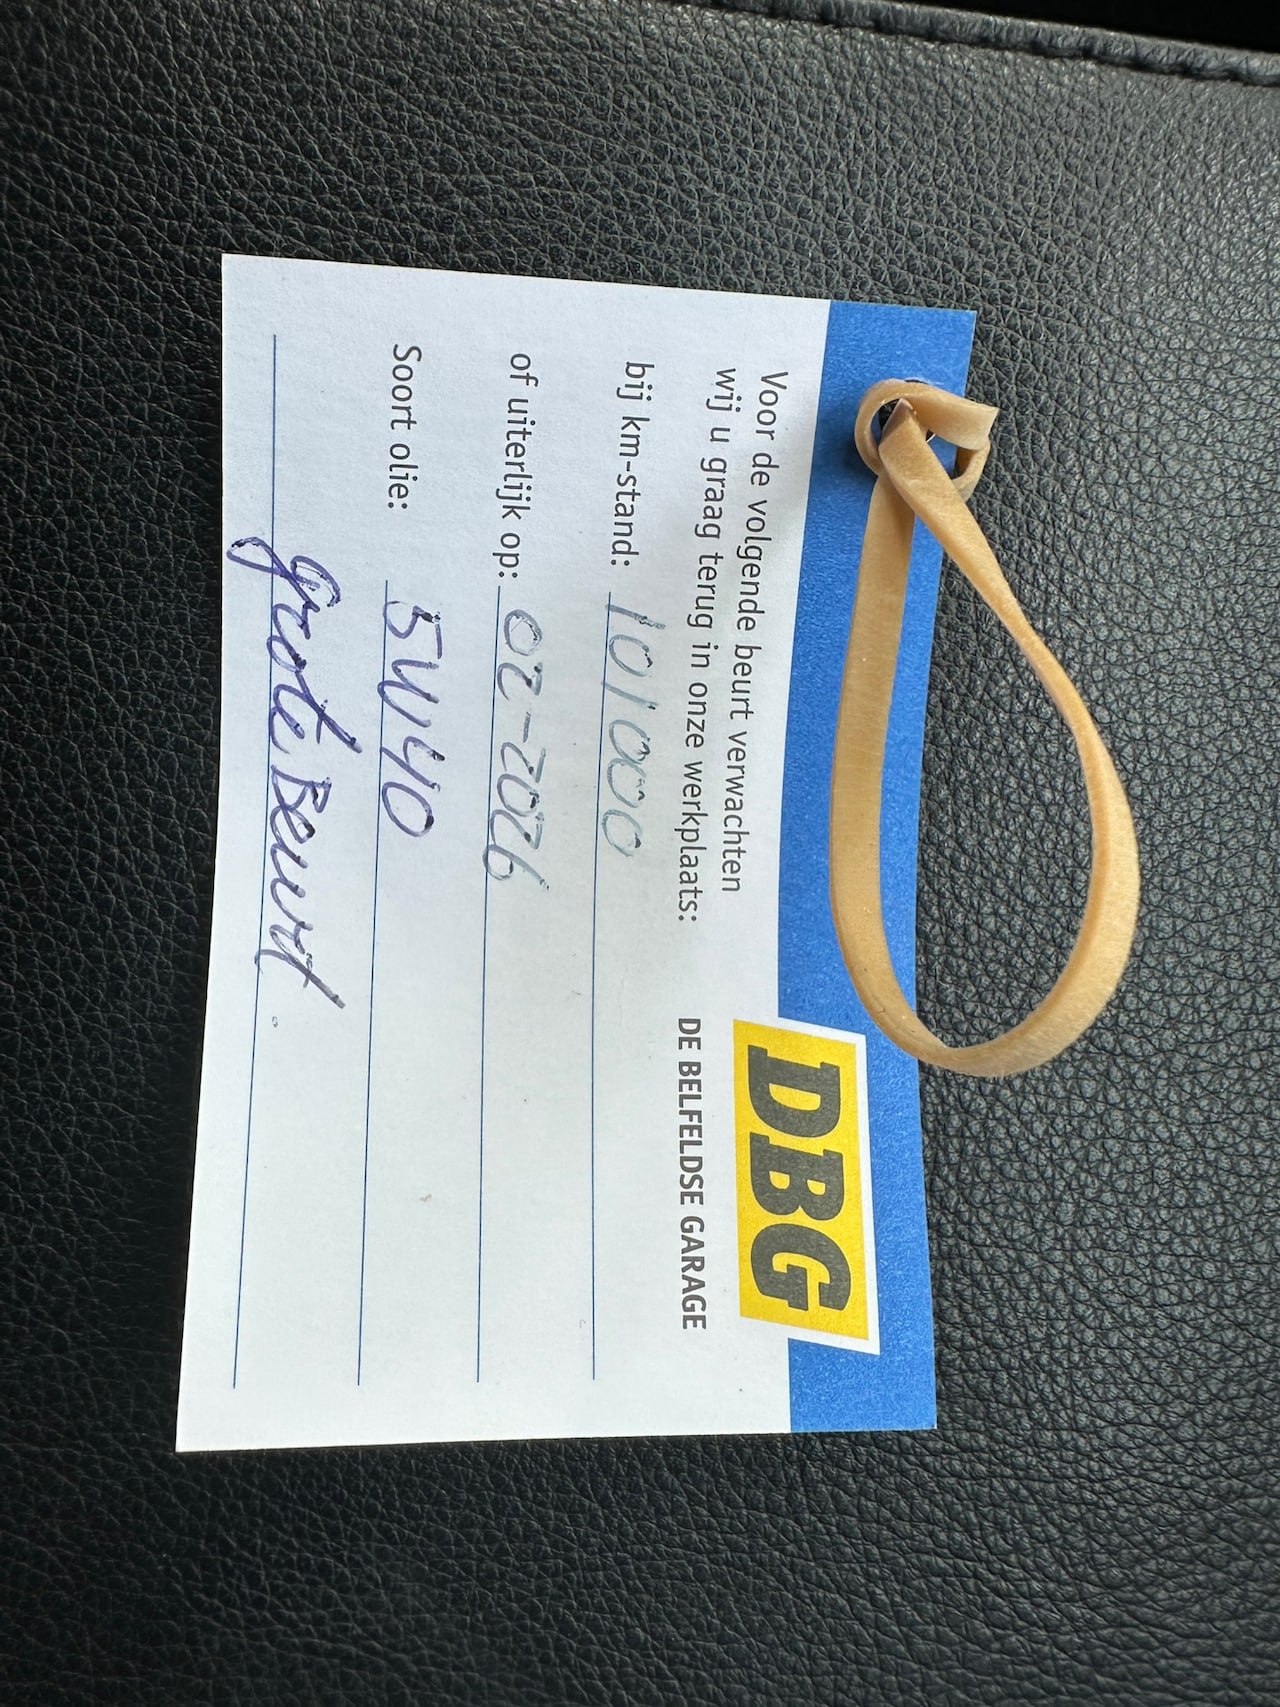 DBG
DE BELFELDSE GARAGE
Voor de volgende beurt verwachten
wij u graag terug in onze werkplaats:
bij km-stand: 101000
of uiterlijk op: 02-2026
Soort olie: 5W40
grote Beurt.